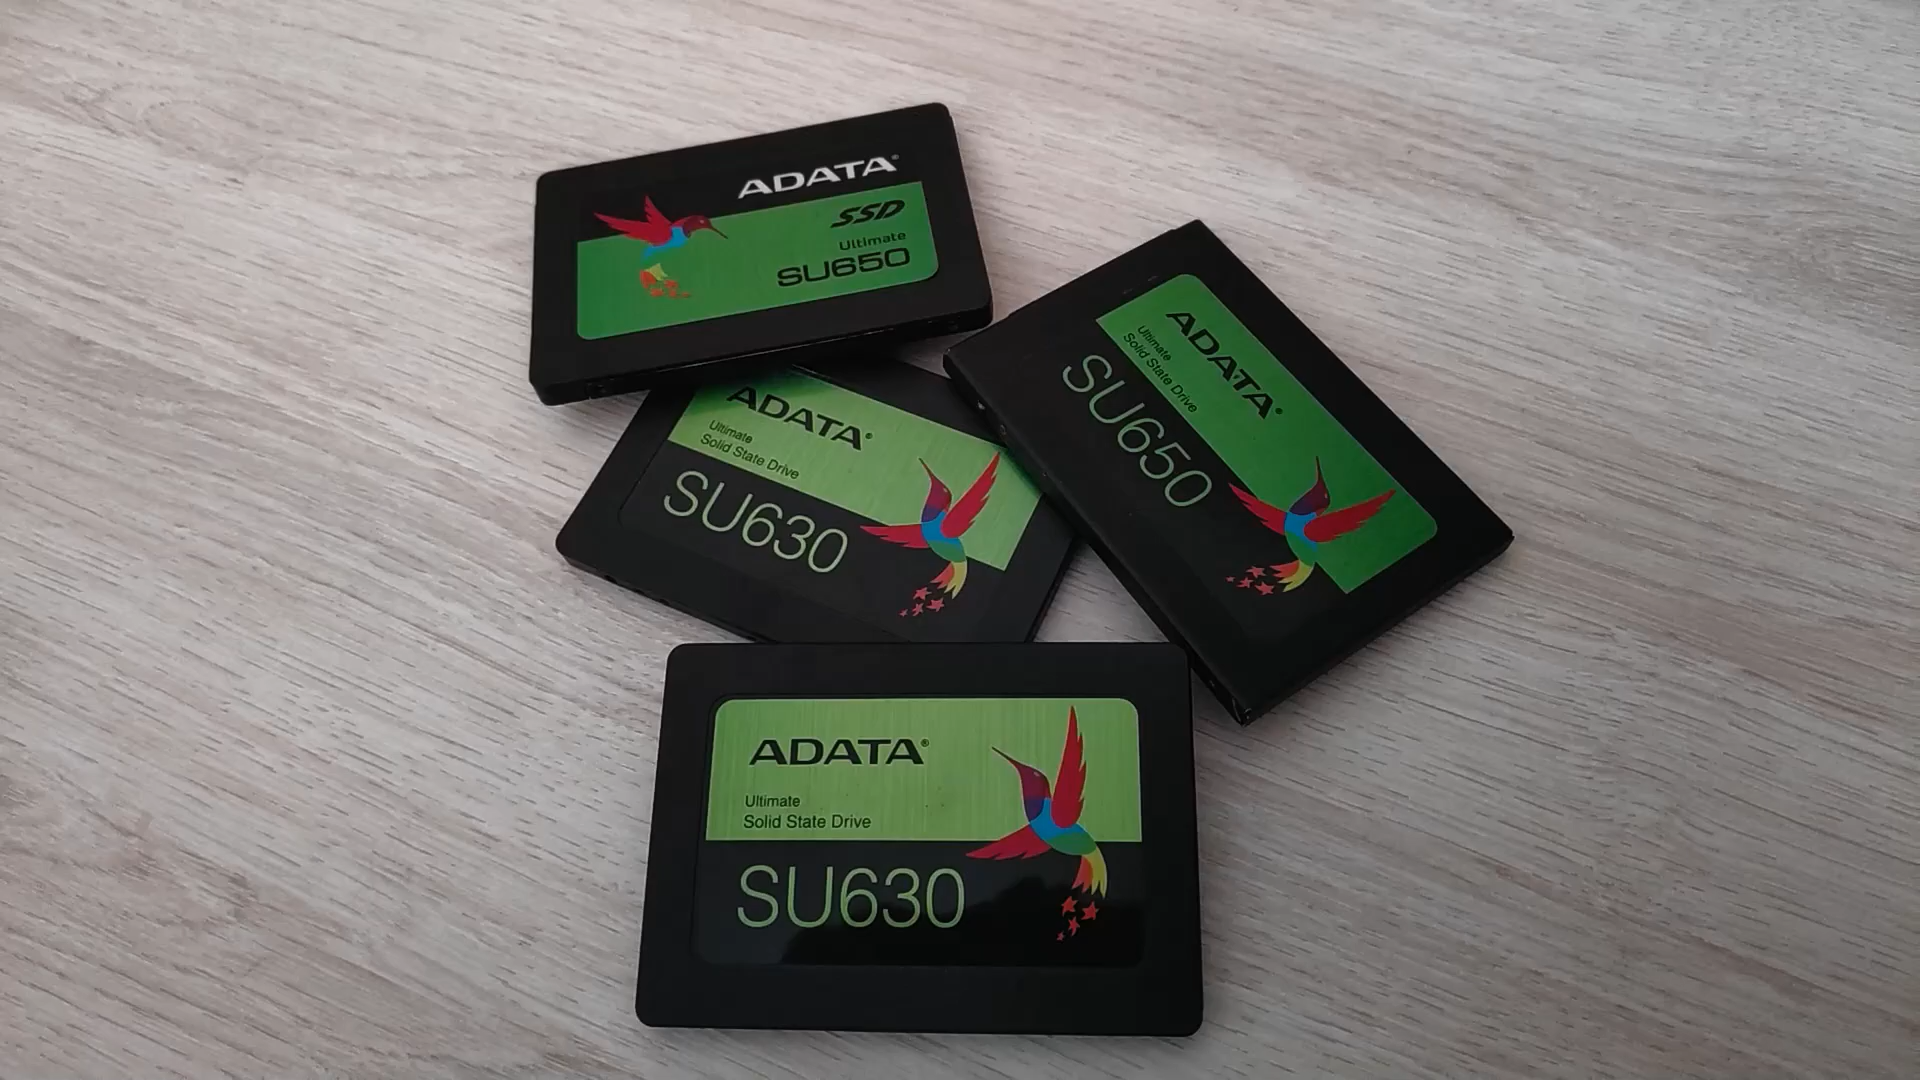 ADATA®
SSD
Ultimate
SU650
ADATA®
Ultimate
Solid State Drive
SU630
ADATA®
Ultimate
Solid State Drive
SU650
ADATA®
Ultimate
Solid State Drive
SU630